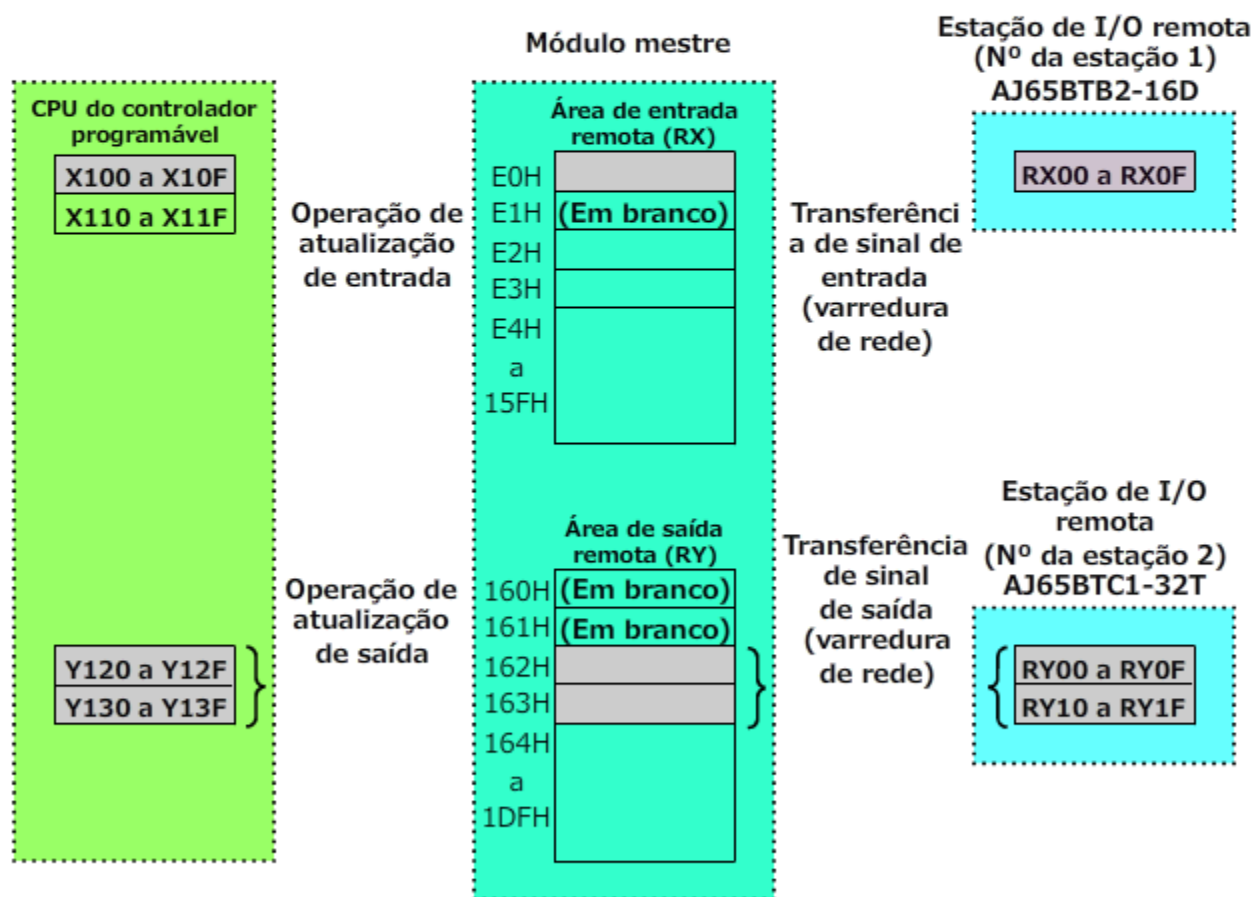 Módulo mestre
Estação de I/O remota
(Nº da estação 1)
AJ65BTB2-16D
CPU do controlador
programável
X100 a X10F
X110 a X11F
Operação de
atualização
de entrada
Área de entrada
remota (RX)
E0H
E1H (Em branco)
E2H
E3H
E4H
a
15FH
Transferênci
a de sinal de
entrada
(varredura
de rede)
RX00 a RX0F
Operação de
atualização
de saída
Y120 a Y12F
Y130 a Y13F
Área de saída
remota (RY)
160H (Em branco)
161H (Em branco)
162H
163H
164H
a
1DFH
Transferência
de sinal
de saída
(varredura
de rede)
Estação de I/O
remota
(Nº da estação 2)
AJ65BTC1-32T
RY00 a RY0F
RY10 a RY1F